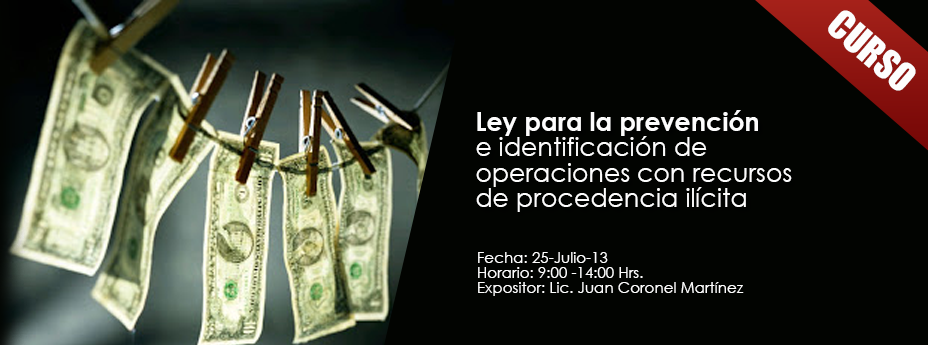 CURSO
Ley para la prevención
e identificación de
operaciones con recursos
de procedencia ilícita
Fecha: 25-Julio-13
Horario: 9:00 -14:00 Hrs.
Expositor: Lic. Juan Coronel Martínez